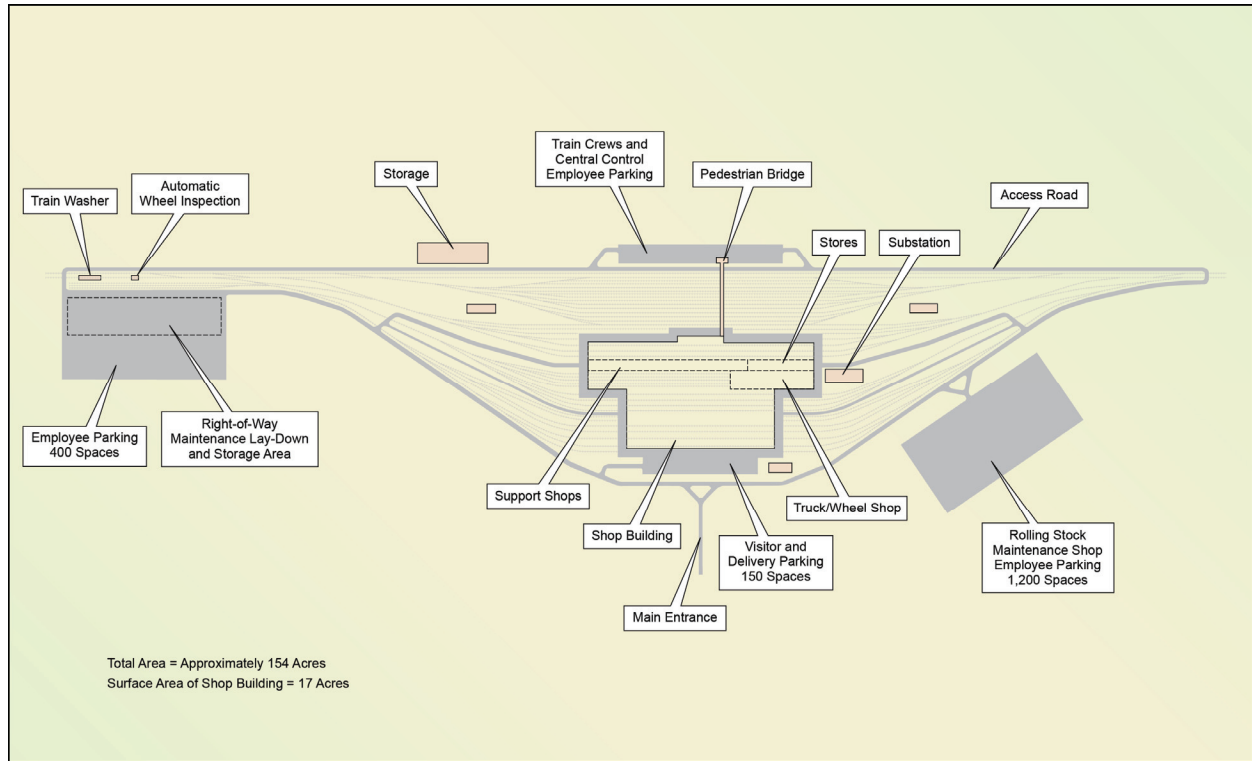 Train Crews and
Central Control
Employee Parking
Storage
Pedestrian Bridge
Automatic
Wheel Inspection
Train Washer
Access Road
Stores
Substation
Employee Parking
400 Spaces
Right-of-Way
Maintenance Lay-Down
and Storage Area
Support Shops
Truck/Wheel Shop
Shop Building
Visitor and
Delivery Parking
150 Spaces
Rolling Stock
Maintenance Shop
Employee Parking
1,200 Spaces
Main Entrance
Total Area = Approximately 154 Acres
Surface Area of Shop Building = 17 Acres